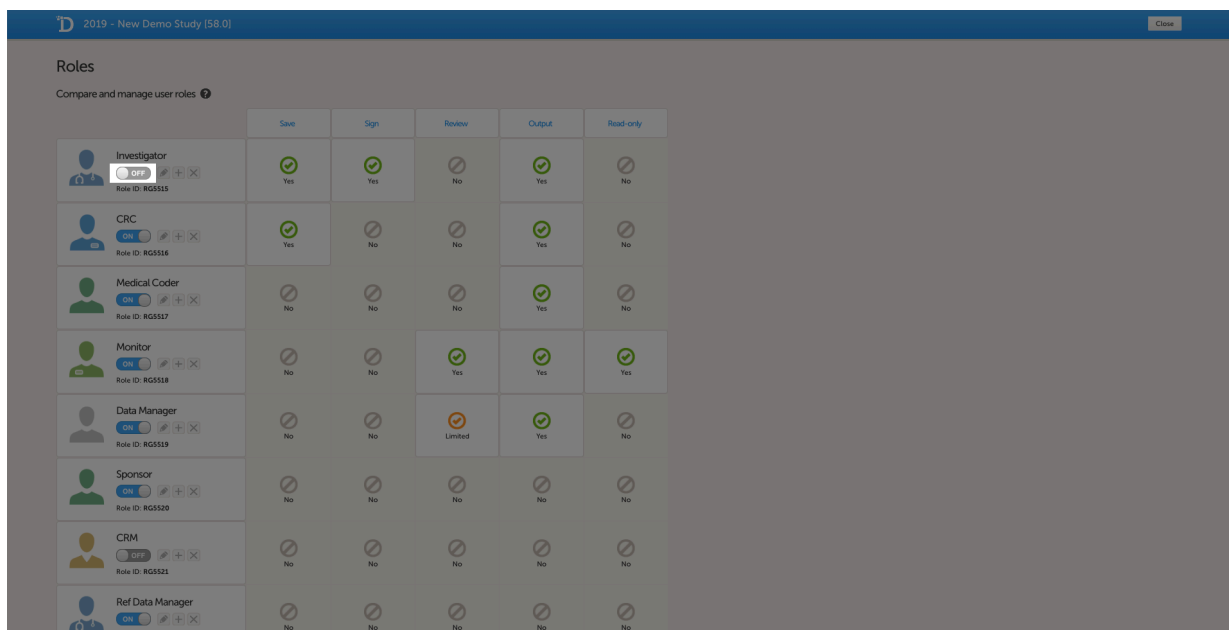 D 2019 - New Demo Study [58.0] Close
Roles
Compare and manage user roles ?
Save Sign Review Output Read-only
Investigator
OFF
Role ID: RG5515
Yes Yes No Yes No
CRC
ON
Role ID: RG5516
Yes No No Yes No
Medical Coder
ON
Role ID: RG5517
No No No Yes No
Monitor
ON
Role ID: RG5518
No No Yes Yes Yes
Data Manager
ON
Role ID: RG5519
No No Limited Yes No
Sponsor
ON
Role ID: RG5520
No No No No No
CRM
OFF
Role ID: RG5521
No No No No No
Ref Data Manager
ON
No No No No No